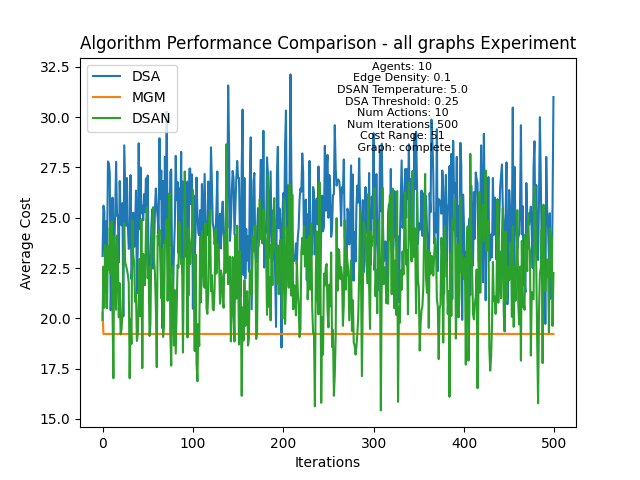 Algorithm Performance Comparison - all graphs Experiment
DSA
MGM
DSAN
Agents: 10
Edge Density: 0.1
DSAN Temperature: 5.0
DSA Threshold: 0.25
Num Actions: 10
Num Iterations: 500
Cost Range: 51
Graph: complete
32.5
30.0
27.5
25.0
22.5
20.0
17.5
15.0
Average Cost
0
100
200
300
400
500
Iterations